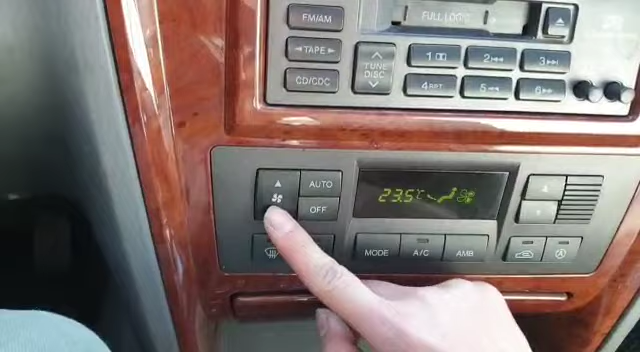 FM/AM
FULL LOGIC
◄TAPE►
TUNE
DISC
1
2
3
CD/CDC
4 RPT
5
6
AUTO
OFF
23.5°C
MODE
A/C
AMB